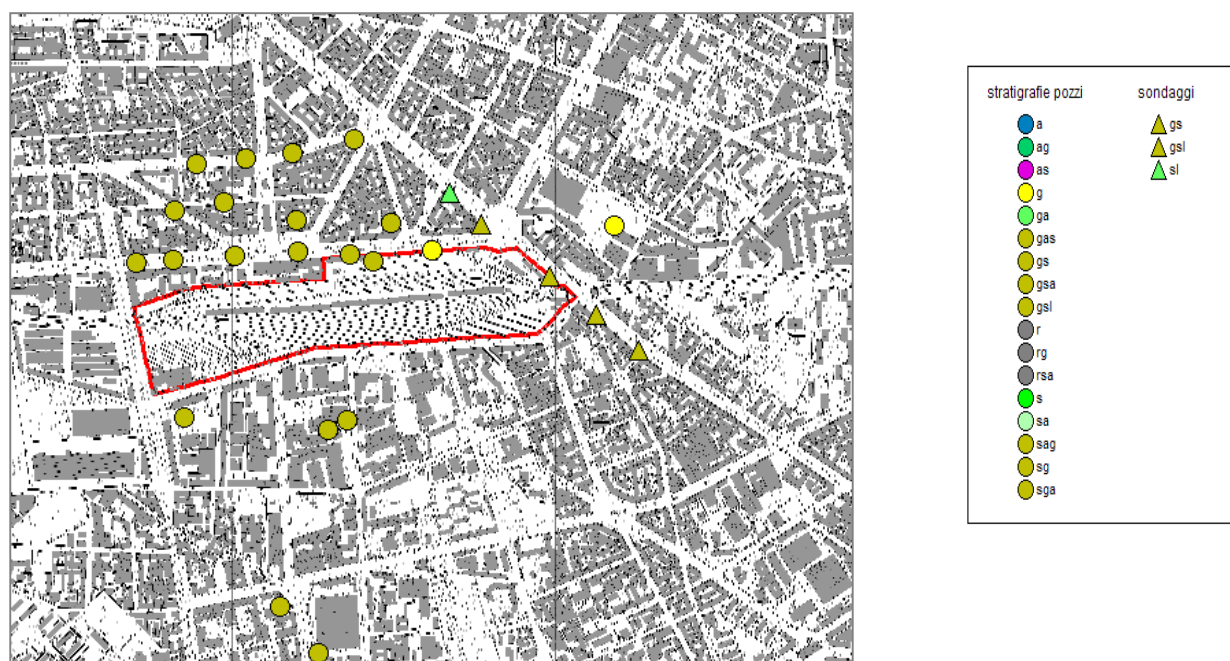 stratigrafie pozzi
a
ag
as
g
ga
gas
gs
gsa
gsl
r
rg
rsa
s
sa
sag
sg
sga
sondaggi
gs
gsl
sl